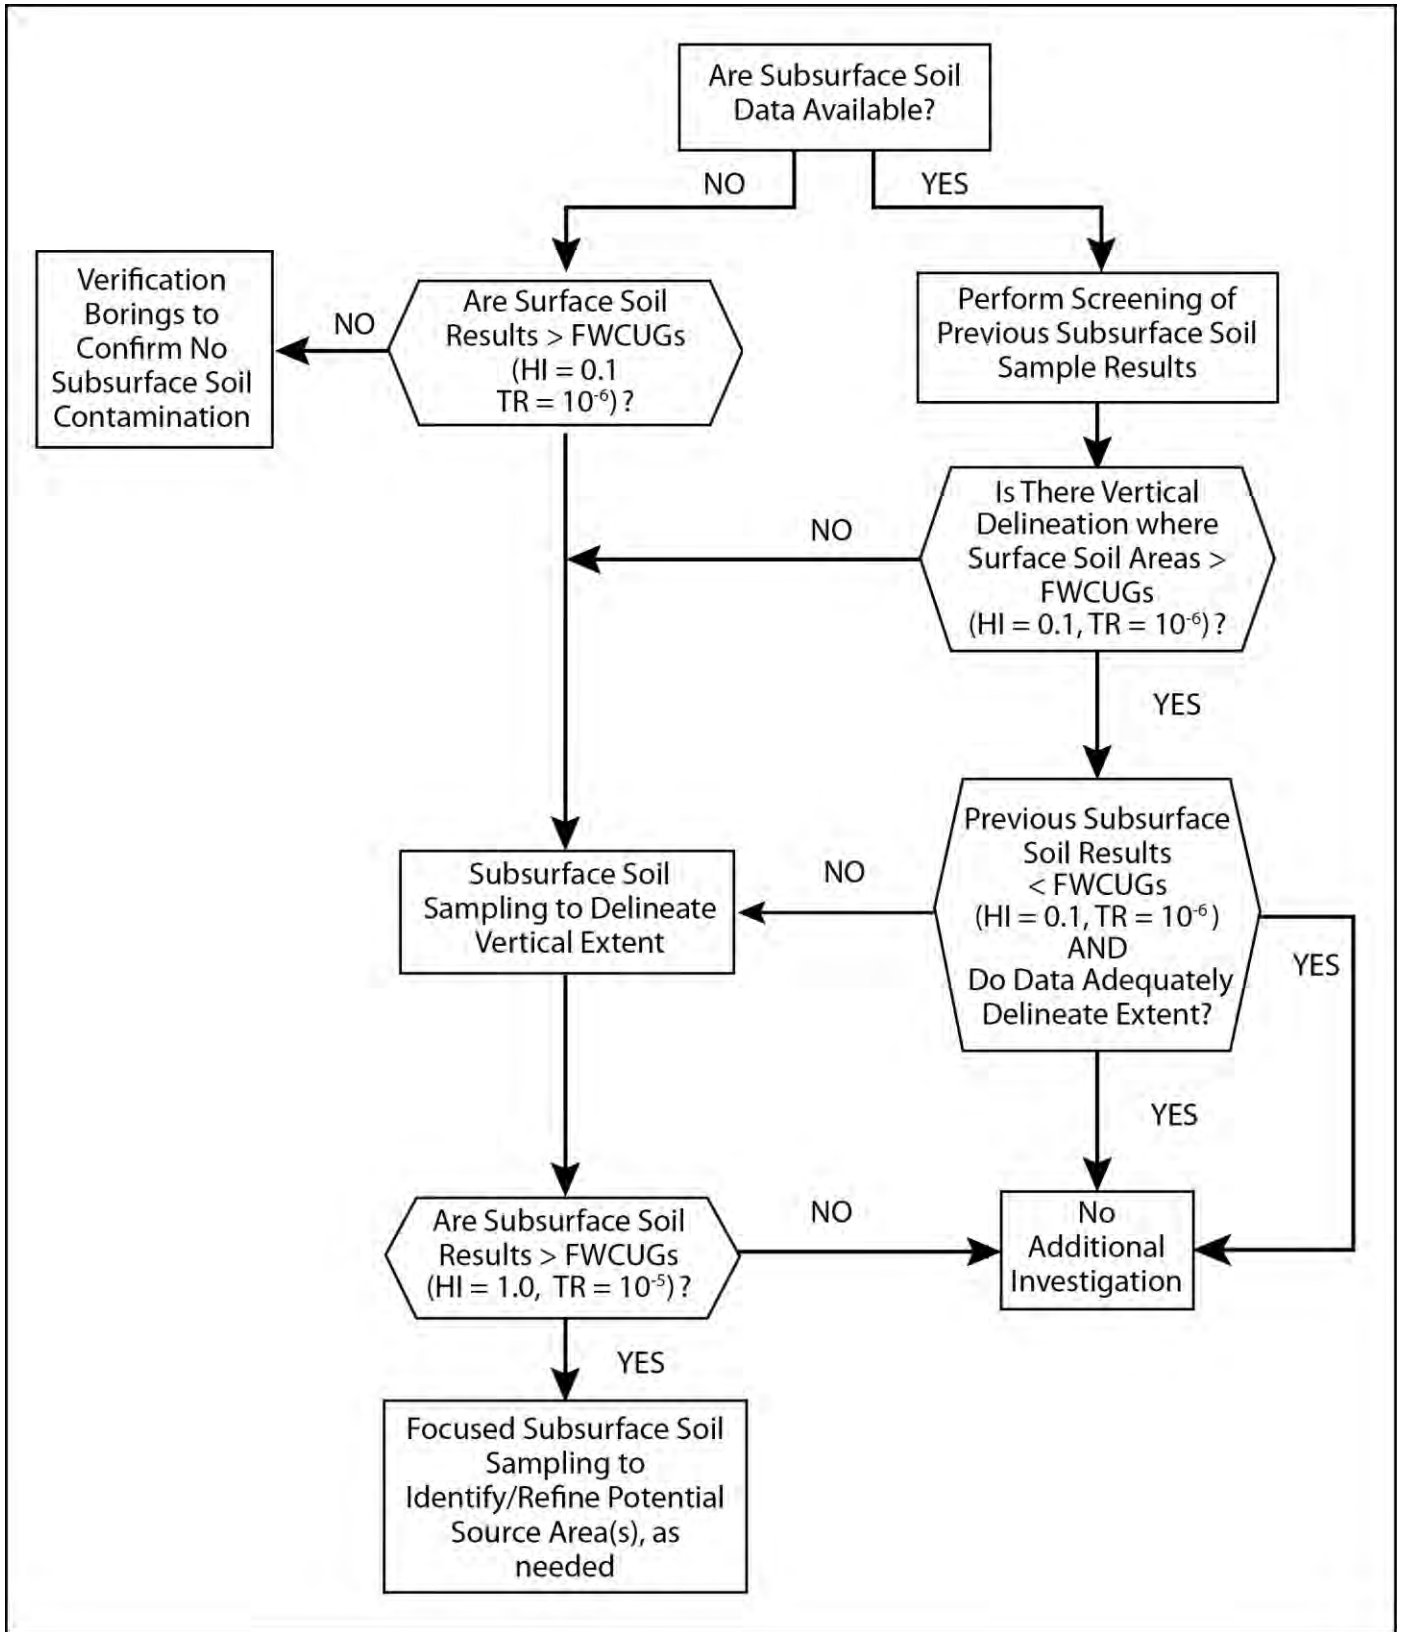 Are Subsurface Soil
Data Available?
NO
YES
Verification
Borings to
Confirm No
Subsurface Soil
Contamination
NO
Are Surface Soil
Results > FWCUGs
(HI = 0.1
TR = 10⁻⁶) ?
Perform Screening of
Previous Subsurface Soil
Sample Results
NO
Is There Vertical
Delineation where
Surface Soil Areas >
FWCUGs
(HI = 0.1, TR = 10⁻⁶) ?
YES
Previous Subsurface
Soil Results
< FWCUGs
(HI = 0.1, TR = 10⁻⁶)
AND
Do Data Adequately
Delineate Extent?
NO
YES
Subsurface Soil
Sampling to Delineate
Vertical Extent
YES
Are Subsurface Soil
Results > FWCUGs
(HI = 1.0, TR = 10⁻⁵) ?
NO
No
Additional
Investigation
YES
Focused Subsurface Soil
Sampling to
Identify/Refine Potential
Source Area(s), as
needed